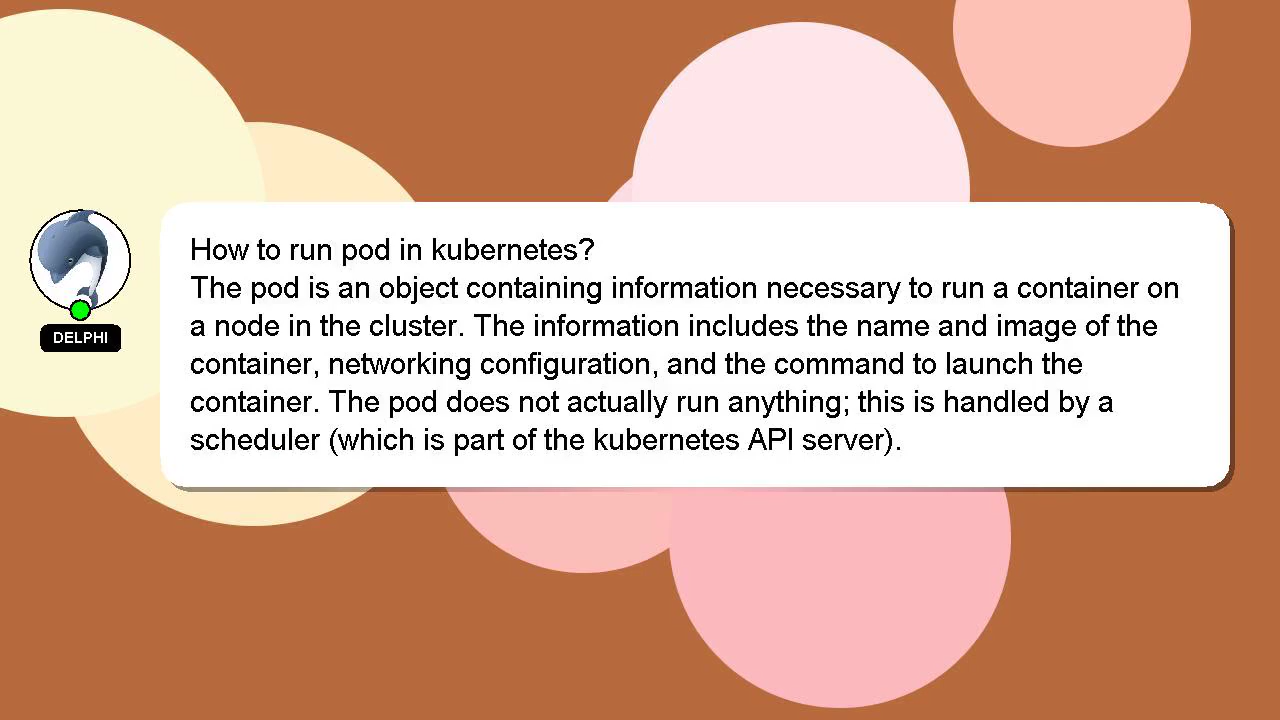 How to run pod in kubernetes?
The pod is an object containing information necessary to run a container on
a node in the cluster. The information includes the name and image of the
container, networking configuration, and the command to launch the
container. The pod does not actually run anything; this is handled by a
scheduler (which is part of the kubernetes API server).
DELPHI